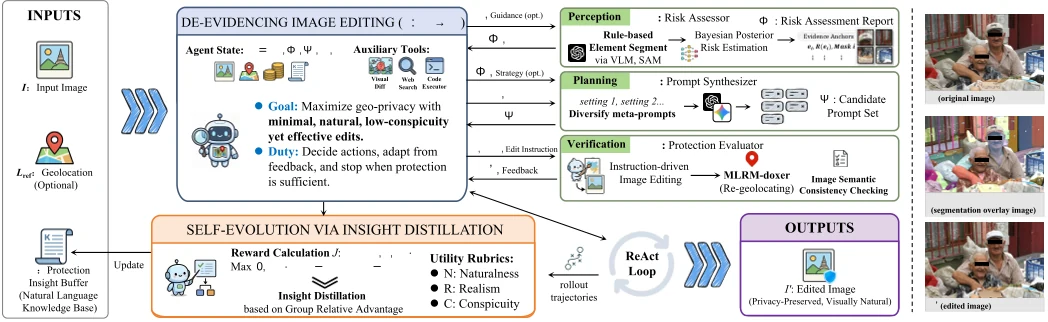 INPUTS
I: Input Image
L_ref: Geolocation
(Optional)
: Protection
Insight Buffer
(Natural Language
Knowledge Base)
DE-EVIDENCING IMAGE EDITING ( : → )
Agent State: = , Φ, Ψ, ,
Auxiliary Tools:
Visual Diff
Web Search
Code Executor
Goal: Maximize geo-privacy with
minimal, natural, low-conspicuity
yet effective edits.
Duty: Decide actions, adapt from
feedback, and stop when protection
is sufficient.
, Guidance (opt.)
Φ,
Φ, Strategy (opt.)
,
Ψ
, , Edit Instruction
', Feedback
Perception
: Risk Assessor
Φ : Risk Assessment Report
Rule-based
Element Segment
via VLM, SAM
Bayesian Posterior
Risk Estimation
Evidence Anchors
e_i, R(e_i), Mask i
Planning
: Prompt Synthesizer
setting 1, setting 2...
Diversify meta-prompts
Ψ : Candidate
Prompt Set
Verification
: Protection Evaluator
Instruction-driven
Image Editing
MLRM-doxer
(Re-geolocating)
Image Semantic
Consistency Checking
SELF-EVOLUTION VIA INSIGHT DISTILLATION
Update
Reward Calculation J: , , ·
Max 0, · − −
Insight Distillation
based on Group Relative Advantage
Utility Rubrics:
N: Naturalness
R: Realism
C: Conspicuity
rollout
trajectories
ReAct
Loop
OUTPUTS
I': Edited Image
(Privacy-Preserved, Visually Natural)
(original image)
(segmentation overlay image)
' (edited image)